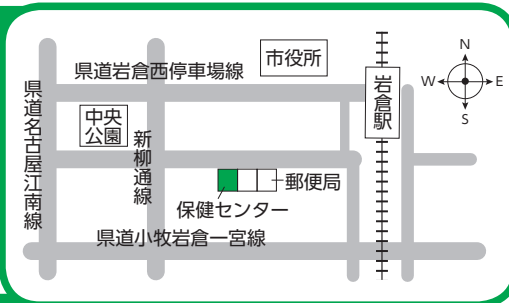 県道岩倉西停車場線
市役所
岩倉駅
N
W
E
S
県道名古屋江南線
中央
公園
新柳通線
郵便局
保健センター
県道小牧岩倉一宮線